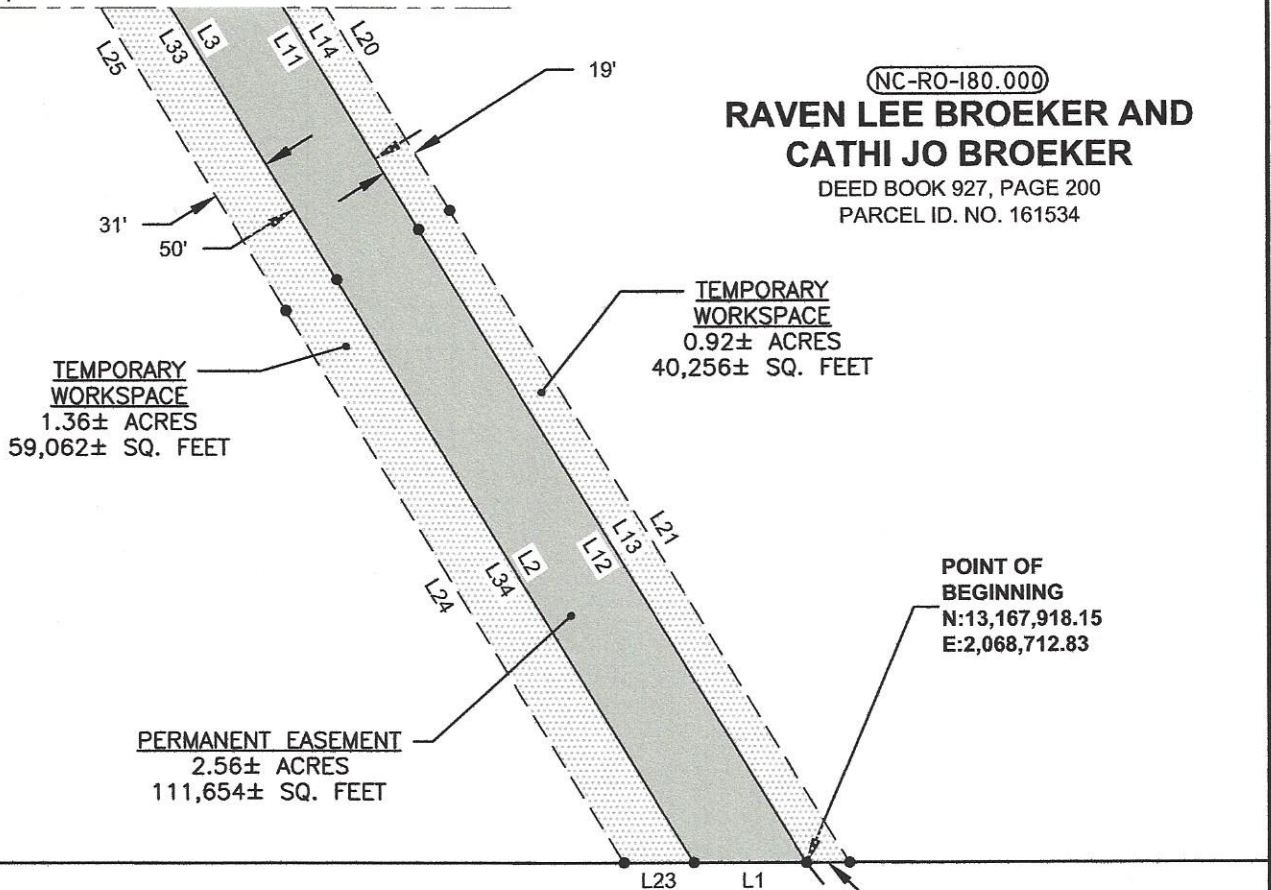 L25
L33
L3
L11
L14
L20
19'
NC-RO-180.000
RAVEN LEE BROEKER AND
CATHI JO BROEKER
DEED BOOK 927, PAGE 200
PARCEL ID. NO. 161534
31'
50'
TEMPORARY
WORKSPACE
0.92± ACRES
40,256± SQ. FEET
TEMPORARY
WORKSPACE
1.36± ACRES
59,062± SQ. FEET
L24
L34
L2
L12
L13
L21
POINT OF
BEGINNING
N:13,167,918.15
E:2,068,712.83
PERMANENT EASEMENT
2.56± ACRES
111,654± SQ. FEET
L23
L1